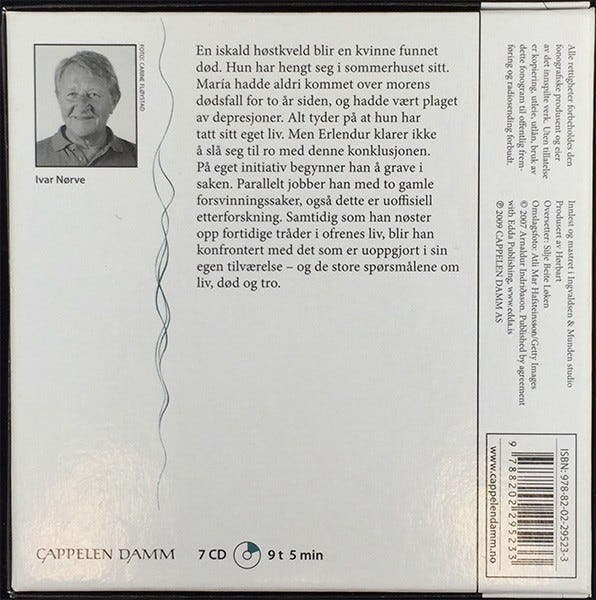 FOTO: CARINE FLØYSTAD
Ivar Nørve
En iskald høstkveld blir en kvinne funnet
død. Hun har hengt seg i sommerhuset sitt.
María hadde aldri kommet over morens
dødsfall for to år siden, og hadde vært plaget
av depresjoner. Alt tyder på at hun har
tatt sitt eget liv. Men Erlendur klarer ikke
å slå seg til ro med denne konklusjonen.
På eget initiativ begynner han å grave i
saken. Parallelt jobber han med to gamle
forsvinningssaker, også dette er uoffisiell
etterforskning. Samtidig som han nøster
opp fortidige tråder i ofrenes liv, blir han
konfrontert med det som er uoppgjort i sin
egen tilværelse – og de store spørsmålene om
liv, død og tro.
CAPPELEN DAMM
7 CD
9 t 5 min
Alle rettigheter forbeholdes den
fonografiske produsent og eier
av det innspilte verk. Uten tillatelse
er kopiering, utleie, utlån, bruk av
dette fonogram til offentlig frem-
føring og radiosending forbudt.
Innlest og mastret i Ingvaldsen & Munden studio
Produsert av Hørbart
Oversetter: Silje Beite Løken
Omslagsfoto: Atli Mar Hafsteinsson/Getty Images
© 2007 Arnaldur Indriðason. Published by agreement
with Edda Publishing, www.edda.is
℗ 2009 CAPPELEN DAMM AS
ISBN: 978-82-02-29523-3
9 788202 295233
www.cappelendamm.no